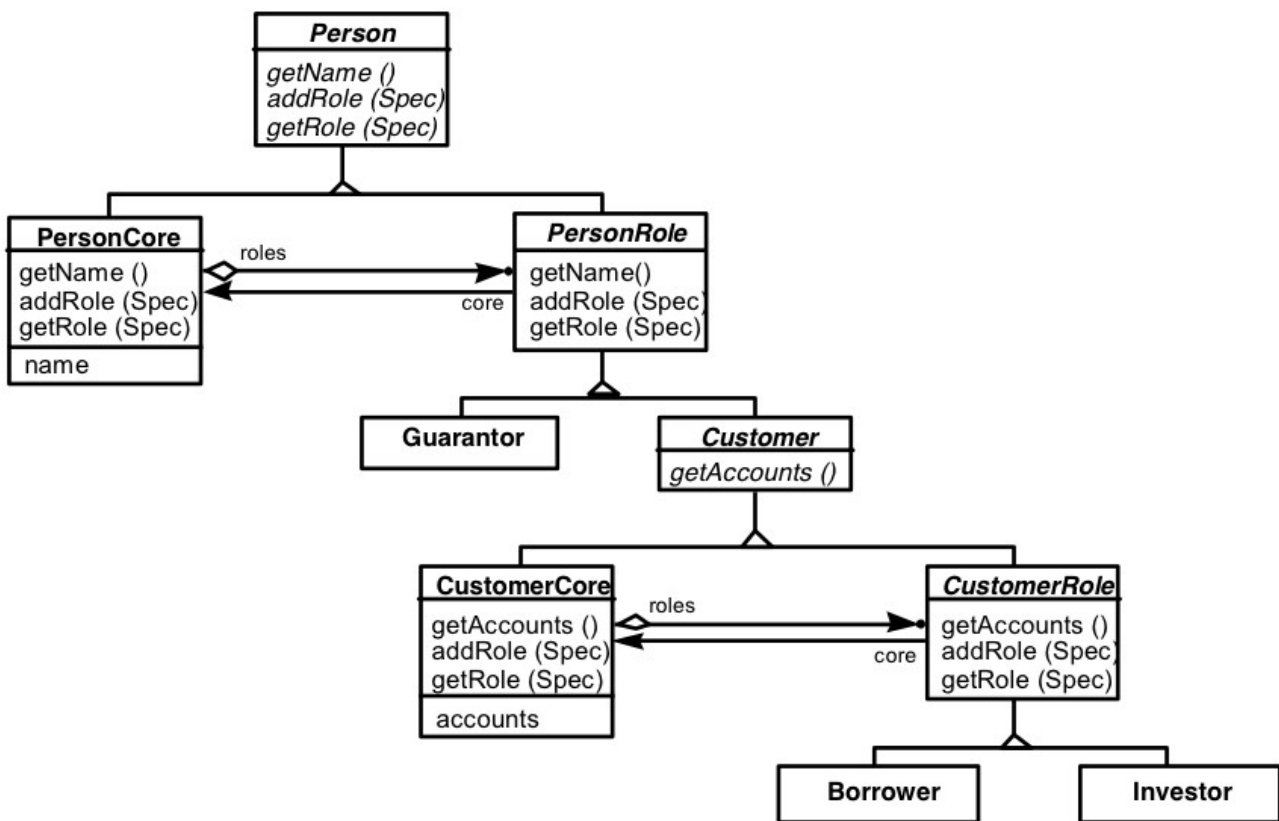 Person
getName ()
addRole (Spec)
getRole (Spec)
PersonCore
getName ()
addRole (Spec)
getRole (Spec)
name
roles
core
PersonRole
getName()
addRole (Spec)
getRole (Spec)
Guarantor
Customer
getAccounts ()
CustomerCore
getAccounts ()
addRole (Spec)
getRole (Spec)
accounts
roles
core
CustomerRole
getAccounts ()
addRole (Spec)
getRole (Spec)
Borrower
Investor